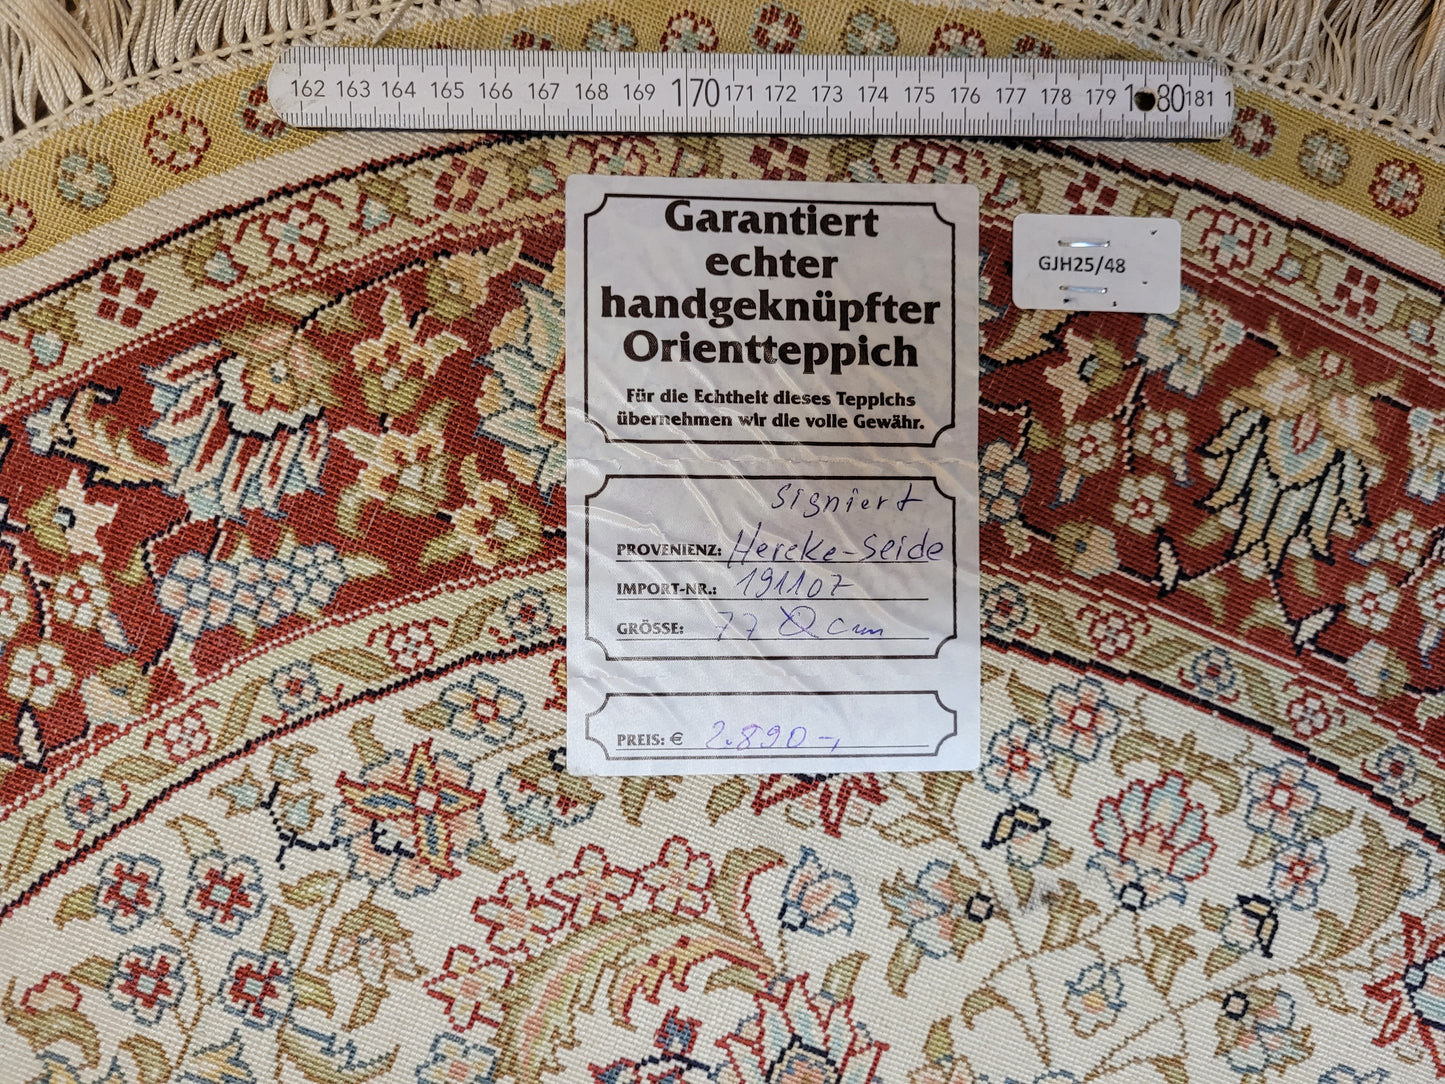 162 163 164 165 166 167 168 169 170 171 172 173 174 175 176 177 178 179 180 181 1
Garantiert
echter
handgeknüpfter
Orientteppich
Für die Echtheit dieses Teppichs
übernehmen wir die volle Gewähr.
GJH25/48
signiert
PROVENIENZ: Hereke-Seide
IMPORT-NR.: 191107
GRÖSSE: 77 Ø cm
PREIS: € 2.890-,